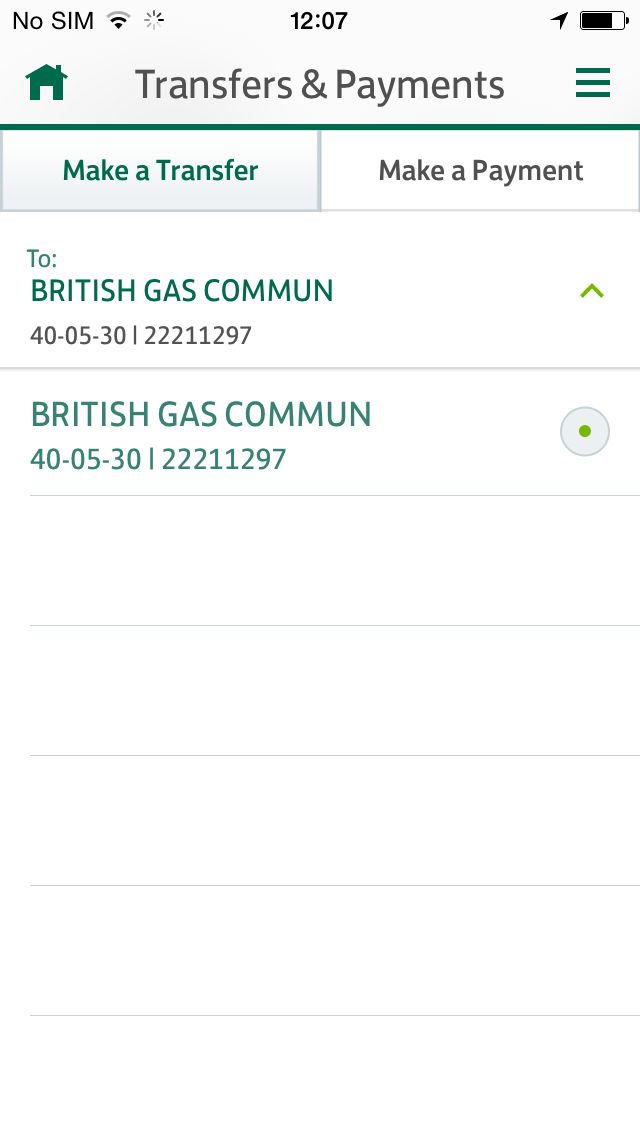 No SIM 12:07
Transfers & Payments
Make a Transfer Make a Payment
To:
BRITISH GAS COMMUN
40-05-30 | 22211297
BRITISH GAS COMMUN
40-05-30 | 22211297